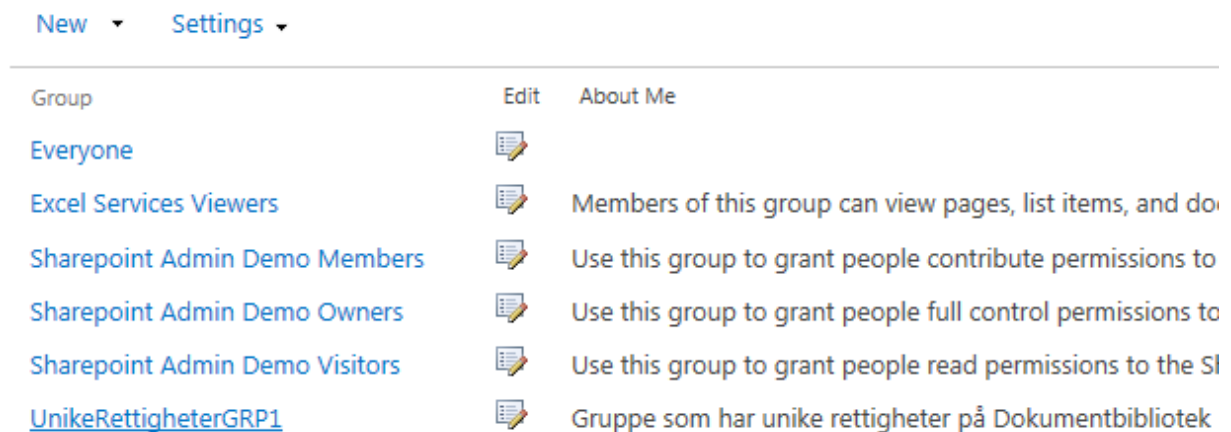 New Settings
Group Edit About Me
Everyone
Excel Services Viewers Members of this group can view pages, list items, and
Sharepoint Admin Demo Members Use this group to grant people contribute permissions to
Sharepoint Admin Demo Owners Use this group to grant people full control permissions to
Sharepoint Admin Demo Visitors Use this group to grant people read permissions to the
UnikeRettigheterGRP1 Gruppe som har unike rettigheter på Dokumentbibliotek